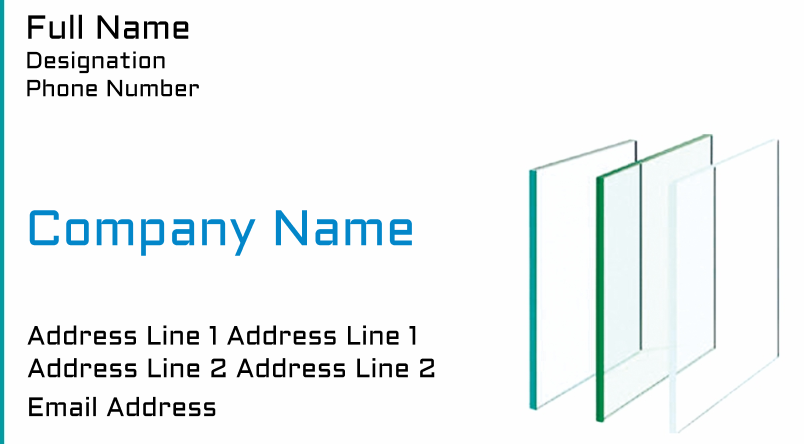 Full Name
Designation
Phone Number
Company Name
Address Line 1 Address Line 1
Address Line 2 Address Line 2
Email Address